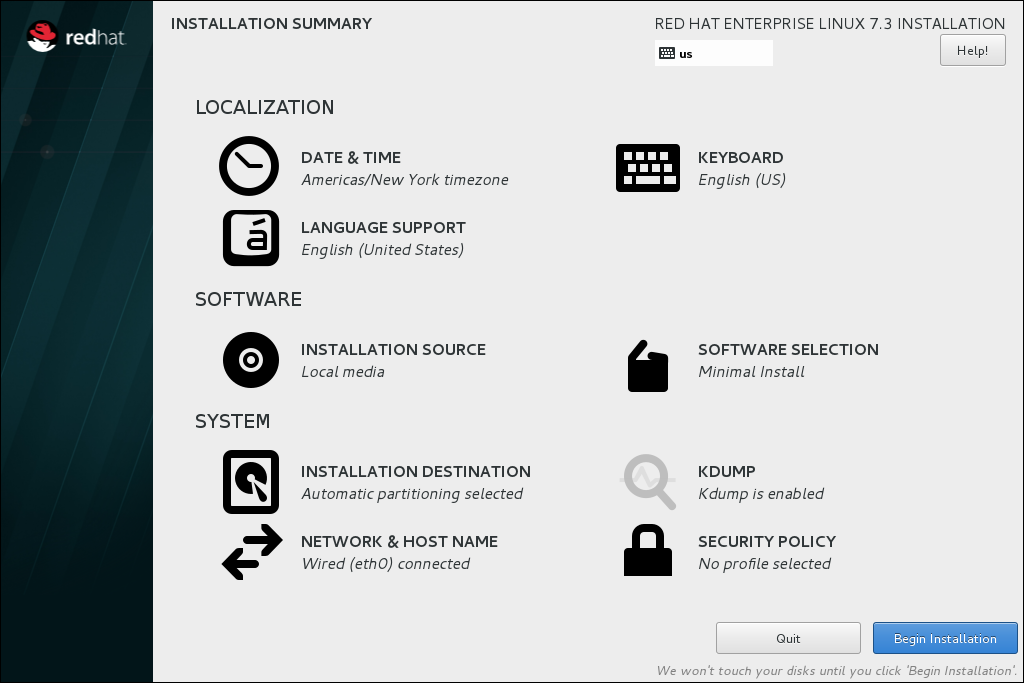 redhat.
INSTALLATION SUMMARY
RED HAT ENTERPRISE LINUX 7.3 INSTALLATION
us
Help!
LOCALIZATION
DATE & TIME
Americas/New York timezone
KEYBOARD
English (US)
á
LANGUAGE SUPPORT
English (United States)
SOFTWARE
INSTALLATION SOURCE
Local media
SOFTWARE SELECTION
Minimal Install
SYSTEM
INSTALLATION DESTINATION
Automatic partitioning selected
KDUMP
Kdump is enabled
NETWORK & HOST NAME
Wired (eth0) connected
SECURITY POLICY
No profile selected
Quit
Begin Installation
We won't touch your disks until you click 'Begin Installation'.